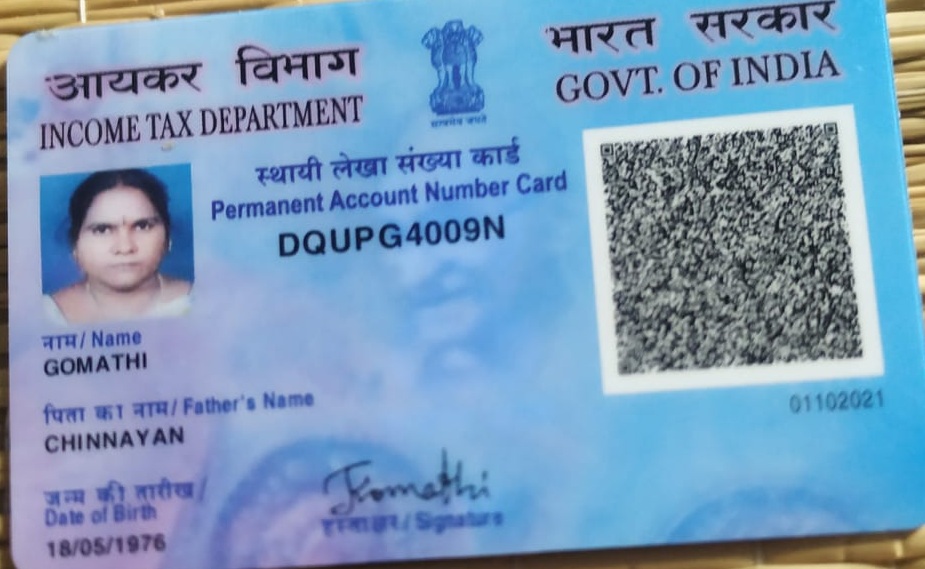 आयकर विभाग
INCOME TAX DEPARTMENT
भारत सरकार
GOVT. OF INDIA
सत्यमेव जयते
स्थायी लेखा संख्या कार्ड
Permanent Account Number Card
DQUPG4009N
नाम / Name
GOMATHI
पिता का नाम / Father's Name
CHINNAYAN
जन्म की तारीख /
Date of Birth
18/05/1976
Gomathi
हस्ताक्षर / Signature
01102021